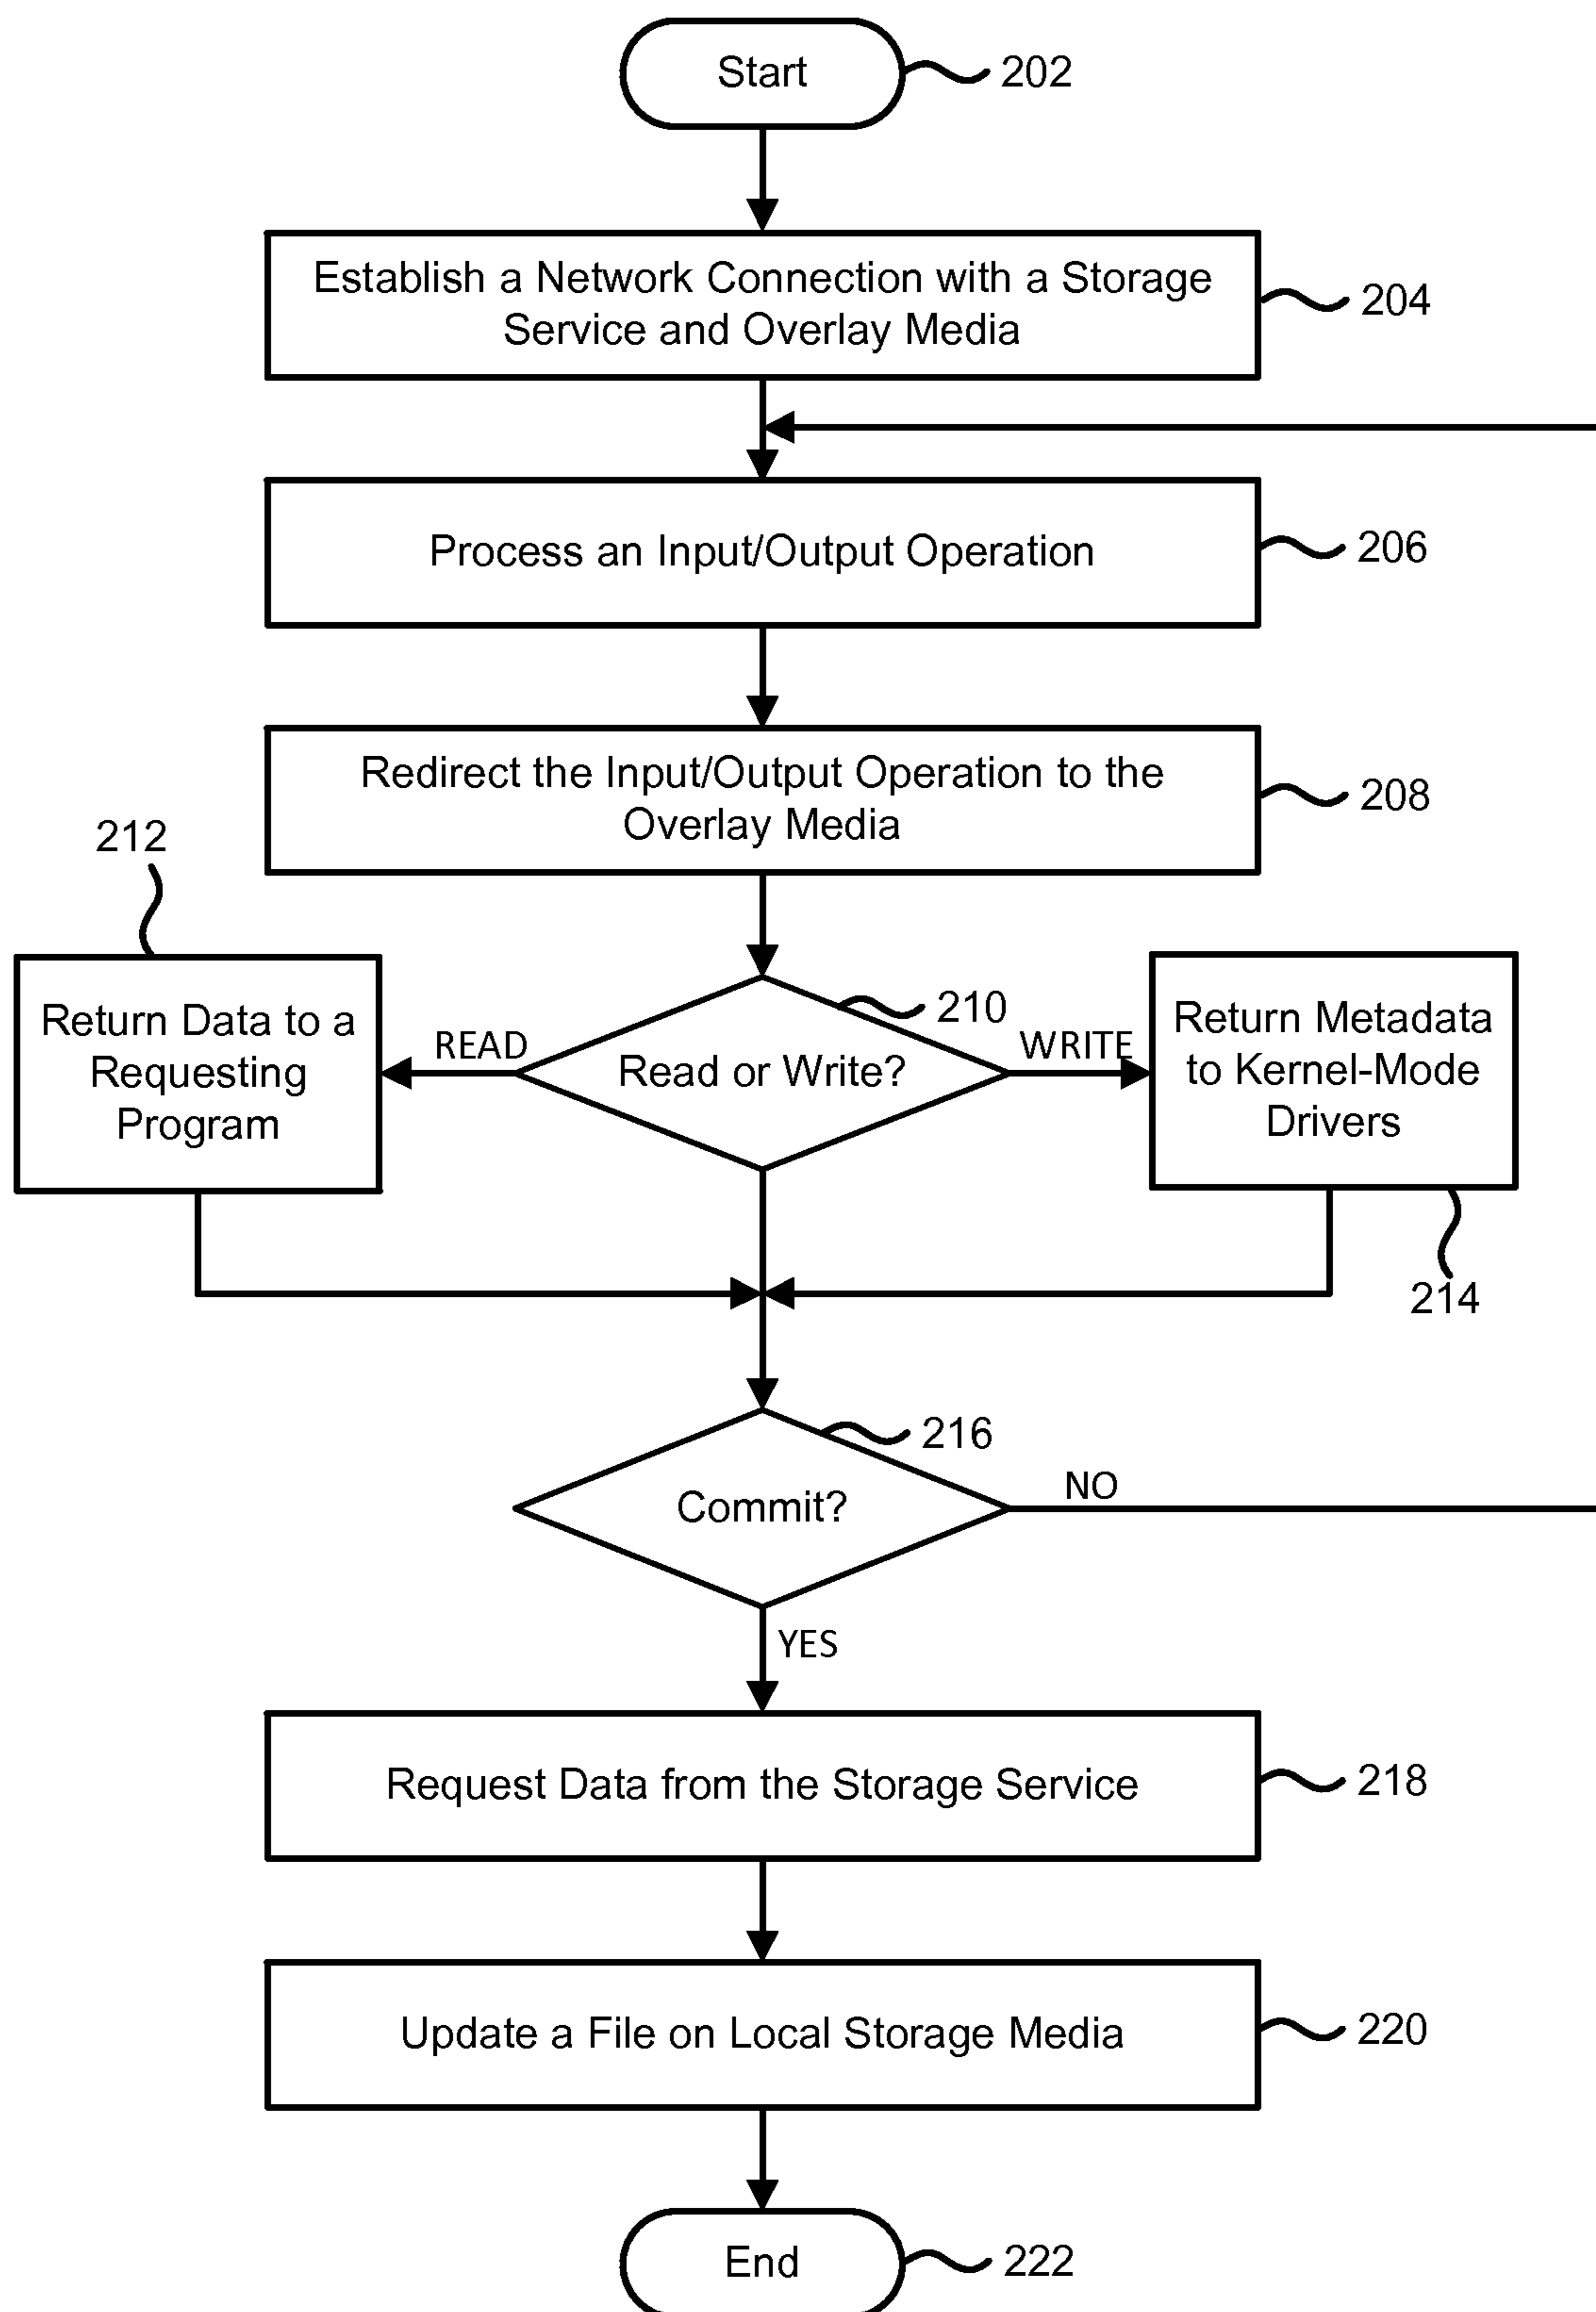 Start
202
Establish a Network Connection with a Storage
Service and Overlay Media
204
Process an Input/Output Operation
206
Redirect the Input/Output Operation to the
Overlay Media
208
212
Return Data to a
Requesting
Program
READ
210
Read or Write?
WRITE
Return Metadata
to Kernel-Mode
Drivers
214
216
Commit?
NO
YES
Request Data from the Storage Service
218
Update a File on Local Storage Media
220
End
222